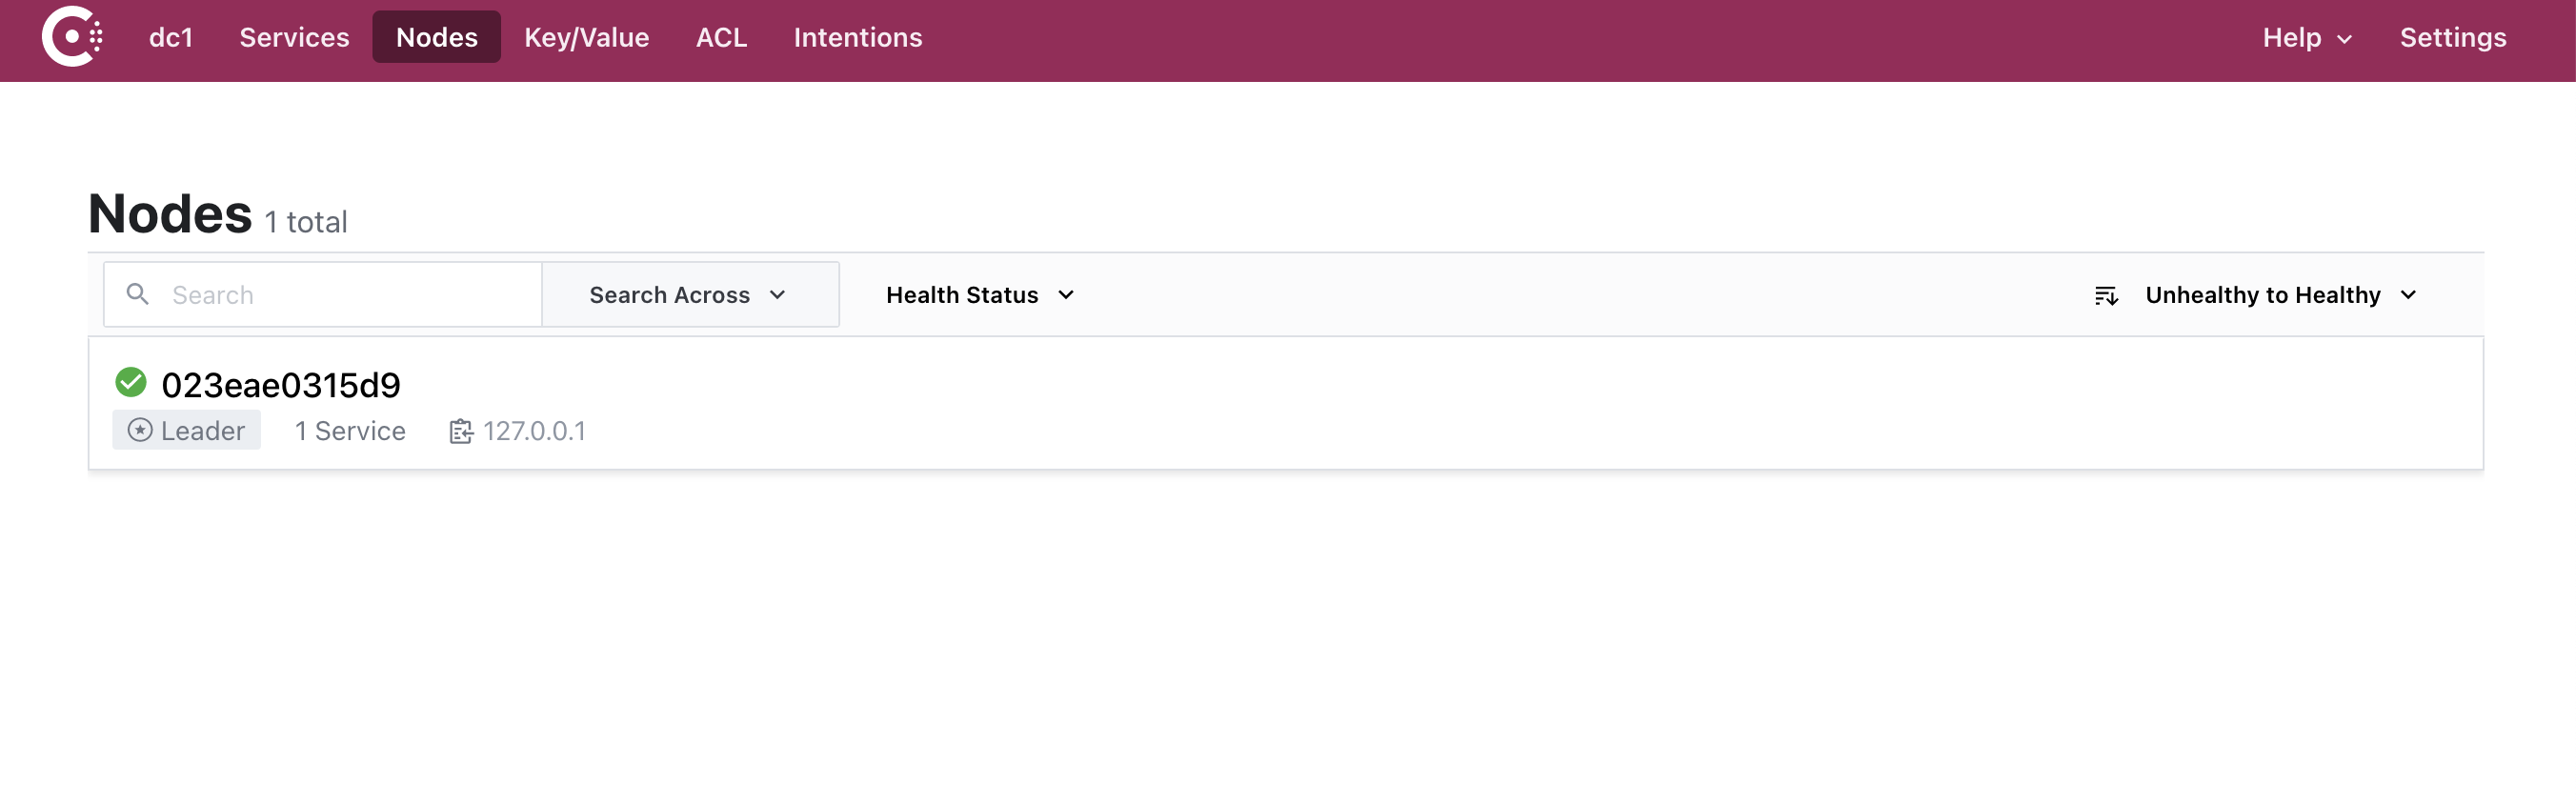 dc1 Services Nodes Key/Value ACL Intentions Help Settings
Nodes 1 total
Search Search Across Health Status Unhealthy to Healthy
023eae0315d9
Leader 1 Service 127.0.0.1